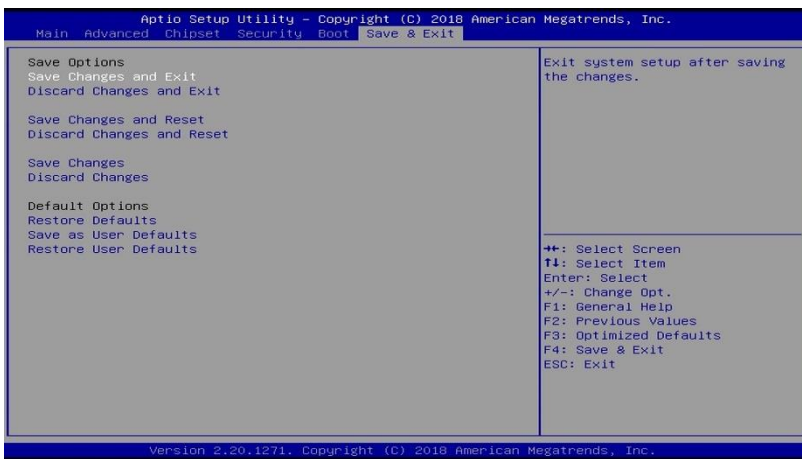 Aptio Setup Utility – Copyright (C) 2018 American Megatrends, Inc.
Main Advanced Chipset Security Boot Save & Exit
Save Options
Save Changes and Exit
Discard Changes and Exit
Save Changes and Reset
Discard Changes and Reset
Save Changes
Discard Changes
Default Options
Restore Defaults
Save as User Defaults
Restore User Defaults
Exit system setup after saving
the changes.
→←: Select Screen
↑↓: Select Item
Enter: Select
+/-: Change Opt.
F1: General Help
F2: Previous Values
F3: Optimized Defaults
F4: Save & Exit
ESC: Exit
Version 2.20.1271. Copyright (C) 2018 American Megatrends, Inc.